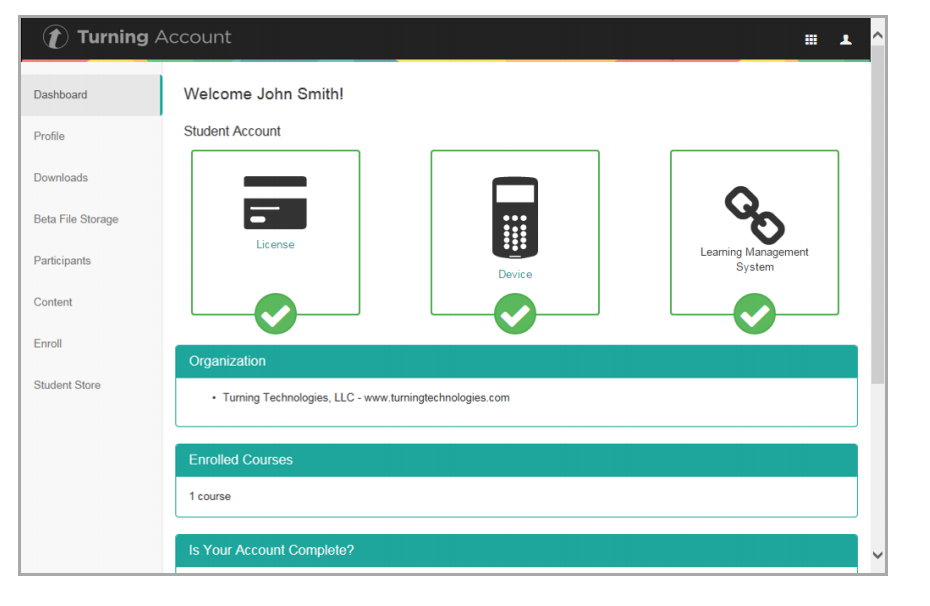 Turning Account
Dashboard
Profile
Downloads
Beta File Storage
Participants
Content
Enroll
Student Store
Welcome John Smith!
Student Account
License
Device
Learning Management
System
Organization
• Turning Technologies, LLC - www.turningtechnologies.com
Enrolled Courses
1 course
Is Your Account Complete?